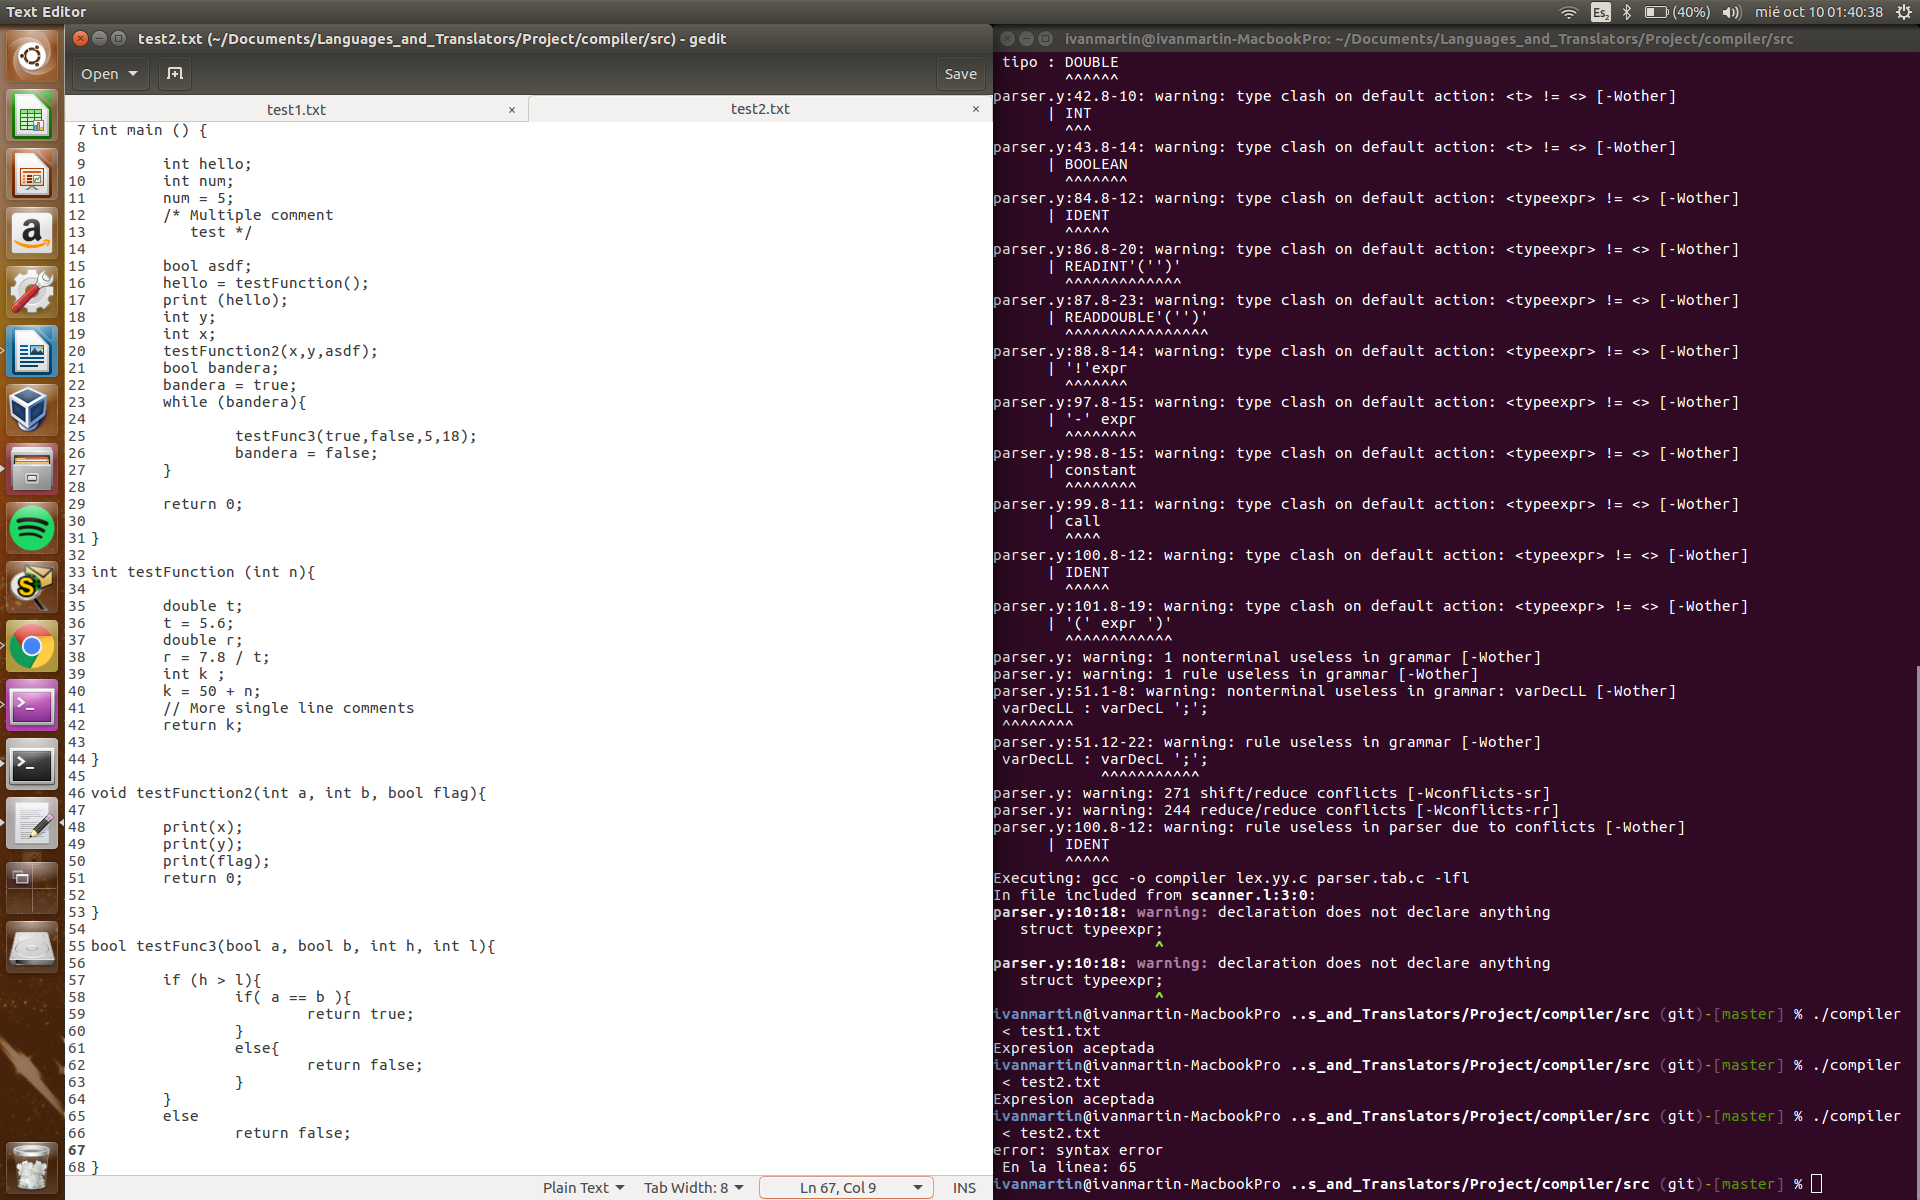 Text Editor
Es2
(40%)
mié oct 10 01:40:38
test2.txt (~/Documents/Languages_and_Translators/Project/compiler/src) - gedit
Open
Save
test1.txt ×
test2.txt ×
7 int main () {
8
9 int hello;
10 int num;
11 num = 5;
12 /* Multiple comment
13 test */
14
15 bool asdf;
16 hello = testFunction();
17 print (hello);
18 int y;
19 int x;
20 testFunction2(x,y,asdf);
21 bool bandera;
22 bandera = true;
23 while (bandera){
24
25 testFunc3(true,false,5,18);
26 bandera = false;
27 }
28
29 return 0;
30
31 }
32
33 int testFunction (int n){
34
35 double t;
36 t = 5.6;
37 double r;
38 r = 7.8 / t;
39 int k ;
40 k = 50 + n;
41 // More single line comments
42 return k;
43
44 }
45
46 void testFunction2(int a, int b, bool flag){
47
48 print(x);
49 print(y);
50 print(flag);
51 return 0;
52
53 }
54
55 bool testFunc3(bool a, bool b, int h, int l){
56
57 if (h > l){
58 if( a == b ){
59 return true;
60 }
61 else{
62 return false;
63 }
64 }
65 else
66 return false;
67
68 }
Plain Text
Tab Width: 8
Ln 67, Col 9
INS
ivanmartin@ivanmartin-MacbookPro: ~/Documents/Languages_and_Translators/Project/compiler/src
tipo : DOUBLE
^^^^^^
parser.y:42.8-10: warning: type clash on default action: <t> != <> [-Wother]
| INT
^^^
parser.y:43.8-14: warning: type clash on default action: <t> != <> [-Wother]
| BOOLEAN
^^^^^^^
parser.y:84.8-12: warning: type clash on default action: <typeexpr> != <> [-Wother]
| IDENT
^^^^^
parser.y:86.8-20: warning: type clash on default action: <typeexpr> != <> [-Wother]
| READINT'('')'
^^^^^^^^^^^^^
parser.y:87.8-23: warning: type clash on default action: <typeexpr> != <> [-Wother]
| READDOUBLE'('')'
^^^^^^^^^^^^^^^^
parser.y:88.8-14: warning: type clash on default action: <typeexpr> != <> [-Wother]
| '!'expr
^^^^^^^
parser.y:97.8-15: warning: type clash on default action: <typeexpr> != <> [-Wother]
| '-' expr
^^^^^^^^
parser.y:98.8-15: warning: type clash on default action: <typeexpr> != <> [-Wother]
| constant
^^^^^^^^
parser.y:99.8-11: warning: type clash on default action: <typeexpr> != <> [-Wother]
| call
^^^^
parser.y:100.8-12: warning: type clash on default action: <typeexpr> != <> [-Wother]
| IDENT
^^^^^
parser.y:101.8-19: warning: type clash on default action: <typeexpr> != <> [-Wother]
| '(' expr ')'
^^^^^^^^^^^^
parser.y: warning: 1 nonterminal useless in grammar [-Wother]
parser.y: warning: 1 rule useless in grammar [-Wother]
parser.y:51.1-8: warning: nonterminal useless in grammar: varDecLL [-Wother]
varDecLL : varDecL ';';
^^^^^^^^
parser.y:51.12-22: warning: rule useless in grammar [-Wother]
varDecLL : varDecL ';';
^^^^^^^^^^^
parser.y: warning: 271 shift/reduce conflicts [-Wconflicts-sr]
parser.y: warning: 244 reduce/reduce conflicts [-Wconflicts-rr]
parser.y:100.8-12: warning: rule useless in parser due to conflicts [-Wother]
| IDENT
^^^^^
Executing: gcc -o compiler lex.yy.c parser.tab.c -lfl
In file included from scanner.l:3:0:
parser.y:10:18: warning: declaration does not declare anything
struct typeexpr;
^
parser.y:10:18: warning: declaration does not declare anything
struct typeexpr;
^
ivanmartin@ivanmartin-MacbookPro ..s_and_Translators/Project/compiler/src (git)-[master] % ./compiler
< test1.txt
Expresion aceptada
ivanmartin@ivanmartin-MacbookPro ..s_and_Translators/Project/compiler/src (git)-[master] % ./compiler
< test2.txt
Expresion aceptada
ivanmartin@ivanmartin-MacbookPro ..s_and_Translators/Project/compiler/src (git)-[master] % ./compiler
< test2.txt
error: syntax error
En la linea: 65
ivanmartin@ivanmartin-MacbookPro ..s_and_Translators/Project/compiler/src (git)-[master] %